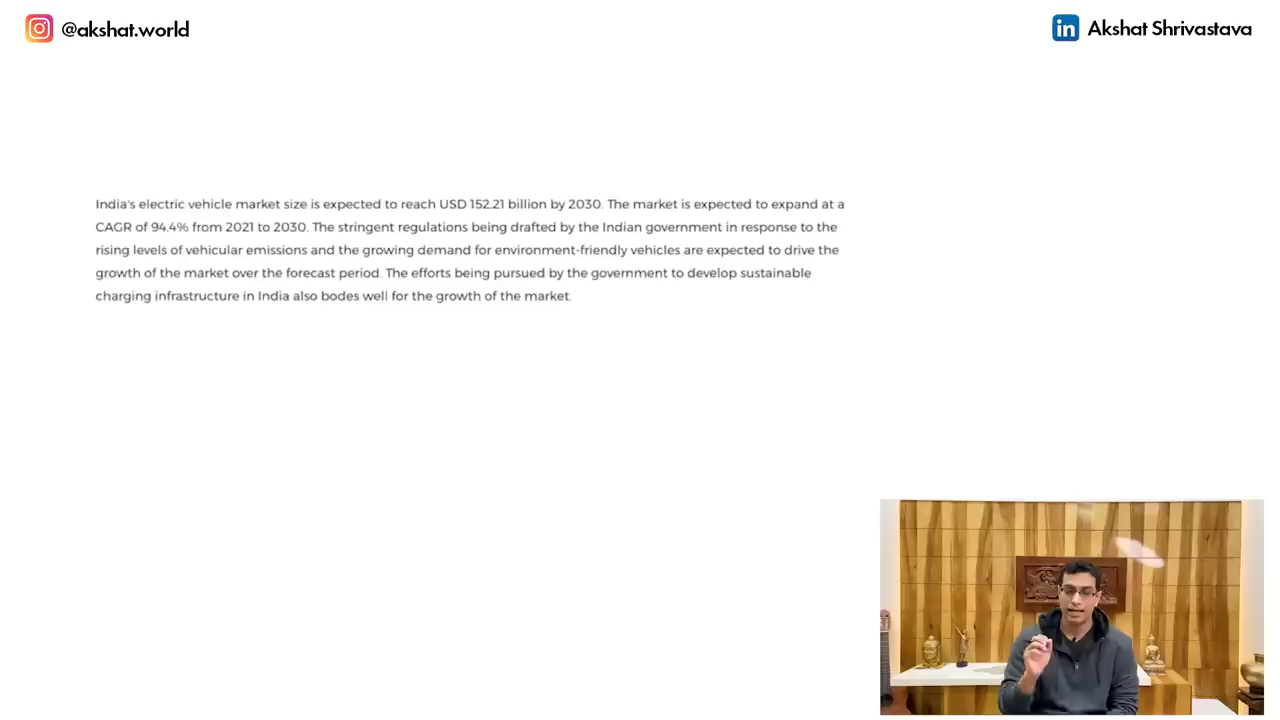 @akshat.world
Akshat Shrivastava
India's electric vehicle market size is expected to reach USD 152.21 billion by 2030. The market is expected to expand at a
CAGR of 94.4% from 2021 to 2030. The stringent regulations being drafted by the Indian government in response to the
rising levels of vehicular emissions and the growing demand for environment-friendly vehicles are expected to drive the
growth of the market over the forecast period. The efforts being pursued by the government to develop sustainable
charging infrastructure in India also bodes well for the growth of the market.